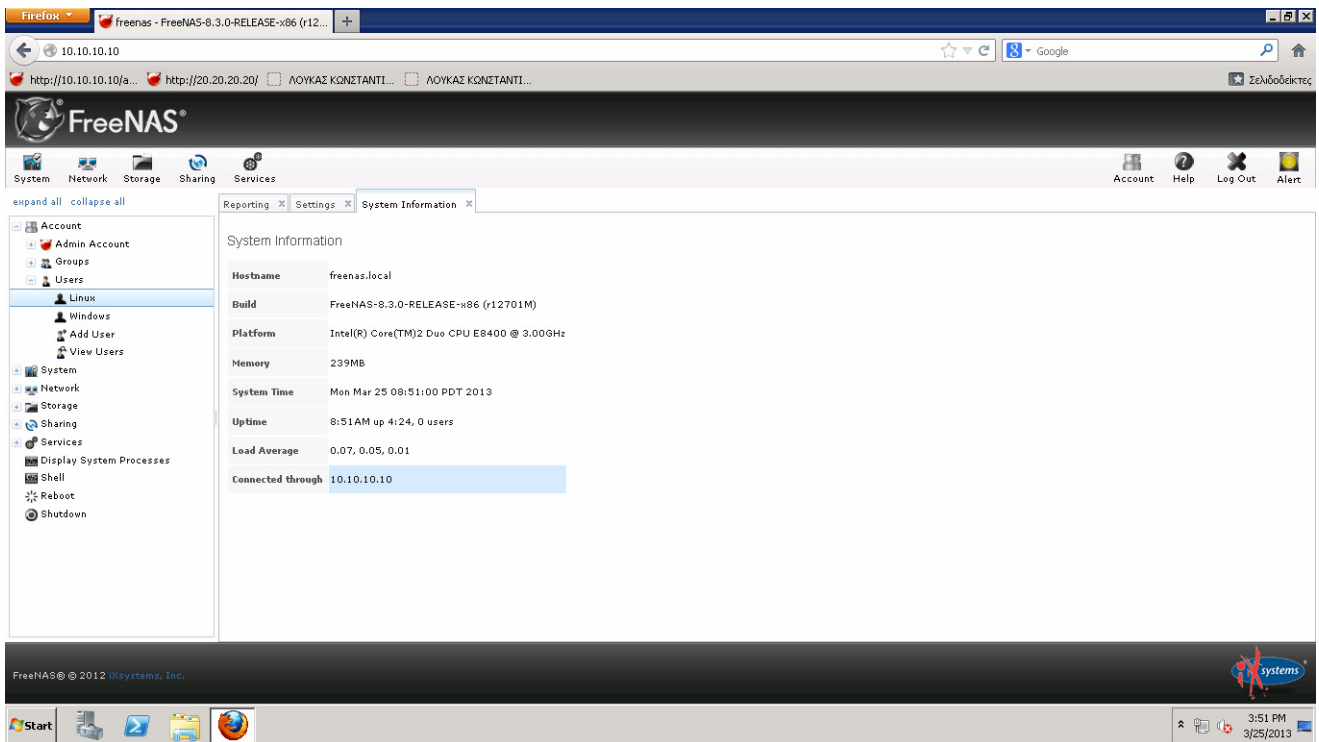 Firefox
freenas - FreeNAS-8.3.0-RELEASE-x86 (r12...
10.10.10.10
Google
http://10.10.10.10/a... http://20.20.20.20/ ΛΟΥΚΑΣ ΚΩΝΣΤΑΝΤΙ... ΛΟΥΚΑΣ ΚΩΝΣΤΑΝΤΙ... Σελιδοδείκτες
FreeNAS®
System Network Storage Sharing Services Account Help Log Out Alert
expand all collapse all
Reporting X Settings X System Information X
Account
Admin Account
Groups
Users
Linux
Windows
Add User
View Users
System
Network
Storage
Sharing
Services
Display System Processes
Shell
Reboot
Shutdown
System Information
Hostname freenas.local
Build FreeNAS-8.3.0-RELEASE-x86 (r12701M)
Platform Intel(R) Core(TM)2 Duo CPU E8400 @ 3.00GHz
Memory 239MB
System Time Mon Mar 25 08:51:00 PDT 2013
Uptime 8:51AM up 4:24, 0 users
Load Average 0.07, 0.05, 0.01
Connected through 10.10.10.10
FreeNAS® © 2012 iXsystems, Inc.
iXsystems
Start
3:51 PM
3/25/2013